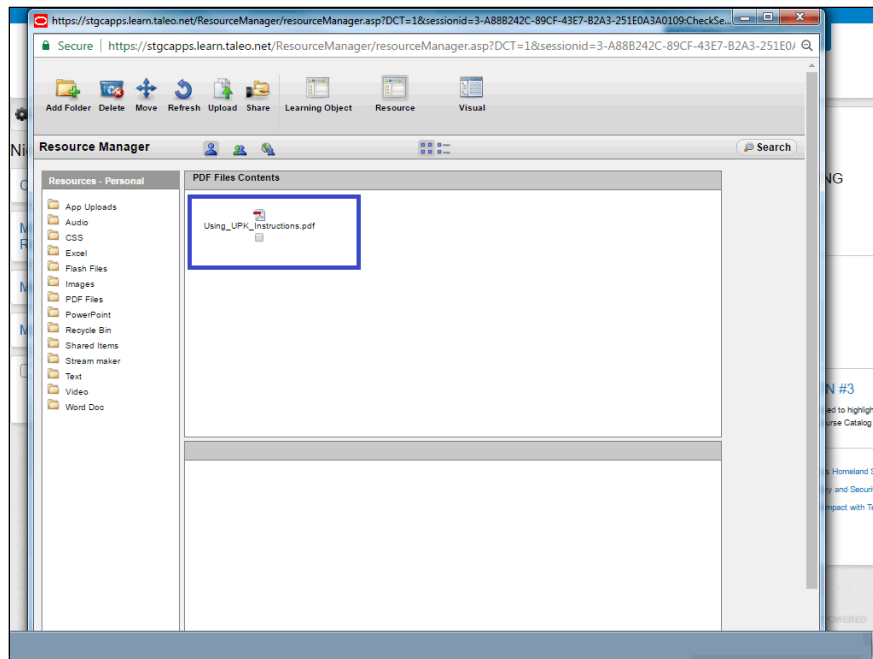 https://stgcapps.learn.taleo.net/ResourceManager/resourceManager.asp?DCT=1&sessionid=3-A88B242C-89CF-43E7-B2A3-251E0A3A0109:CheckSe...
Secure | https://stgcapps.learn.taleo.net/ResourceManager/resourceManager.asp?DCT=1&sessionid=3-A88B242C-89CF-43E7-B2A3-251E0/
Add Folder Delete Move Refresh Upload Share Learning Object Resource Visual
Resource Manager Search
Resources - Personal
PDF Files Contents
App Uploads
Audio
CSS
Excel
Flash Files
Images
PDF Files
PowerPoint
Recycle Bin
Shared Items
Stream maker
Text
Video
Word Doc
Using_UPK_Instructions.pdf
Ni
NG
N #3
ed to highligh
urse Catalog
s Homeland S
ty and Securi
mpact with Te
OWERED